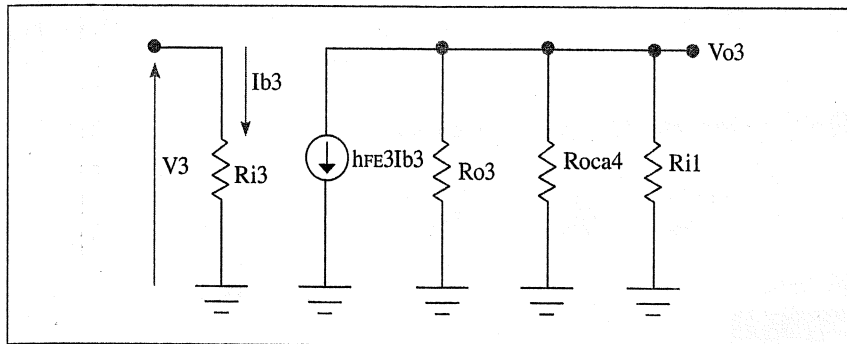 Vo3
Ib3
V3
Ri3
hFE3Ib3
Ro3
Roca4
Ri1